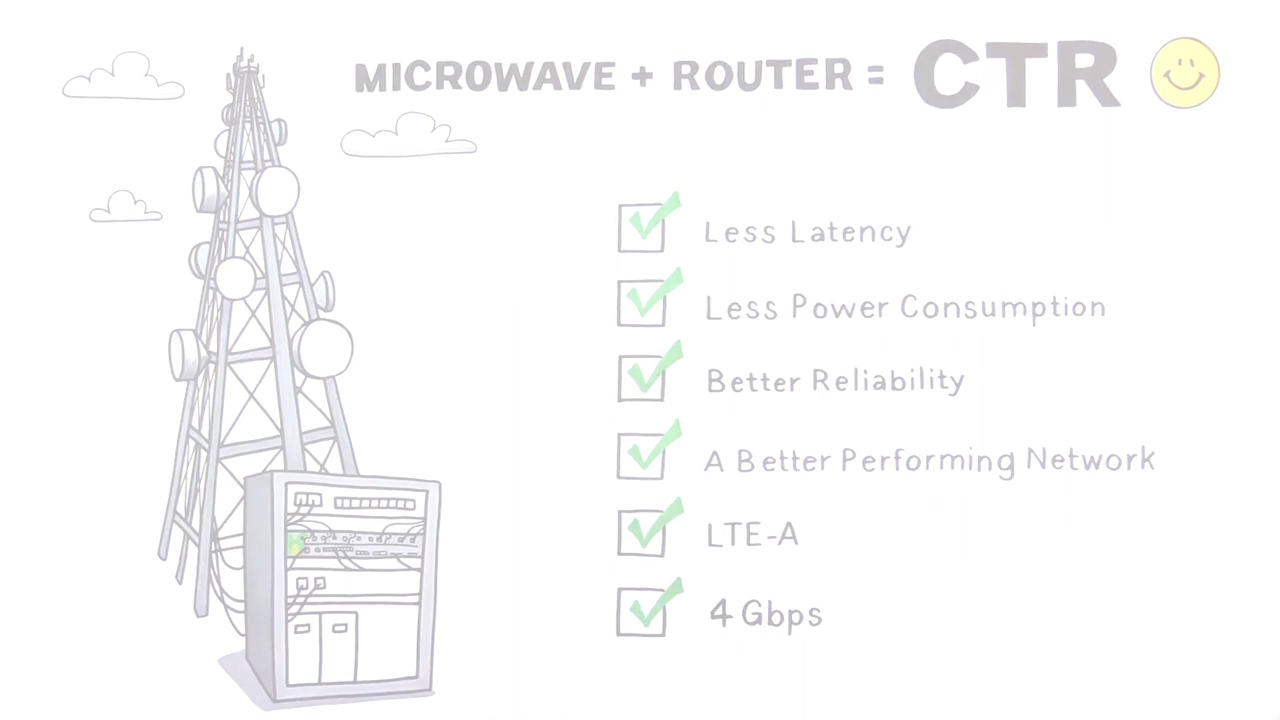 MICROWAVE + ROUTER = CTR
Less Latency
Less Power Consumption
Better Reliability
A Better Performing Network
LTE-A
4 Gbps